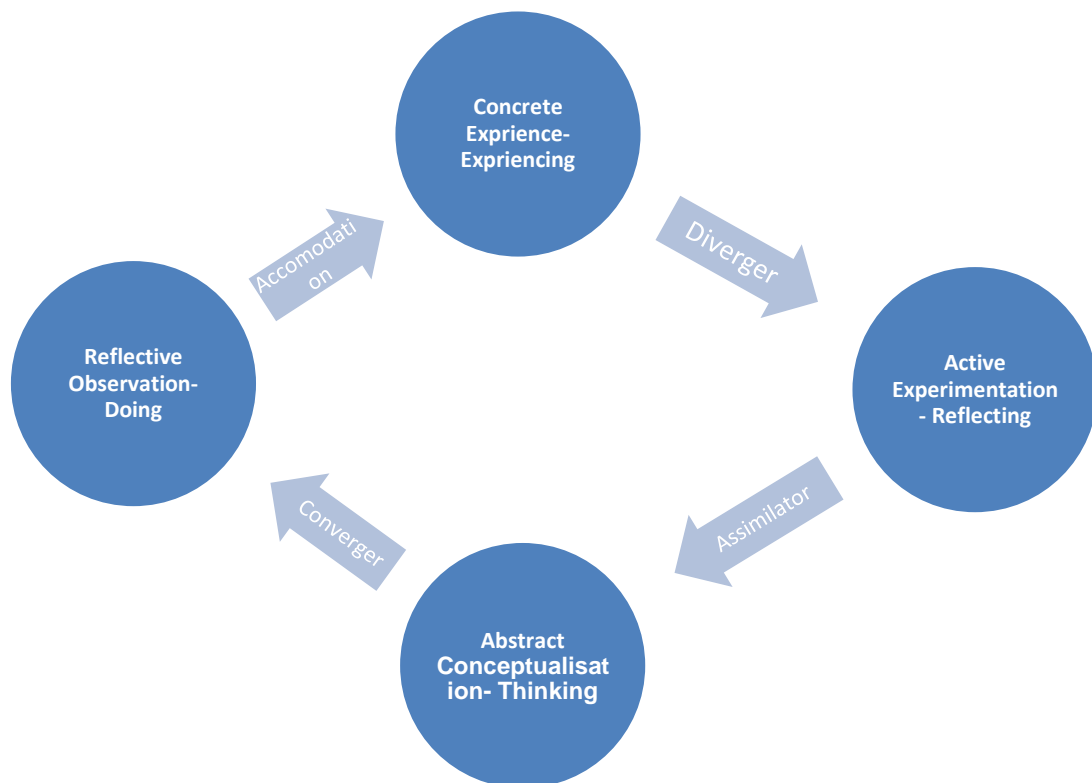 Concrete
Exprience-
Expriencing
Accomodati
on
Diverger
Reflective
Observation-
Doing
Active
Experimentation
- Reflecting
Converger
Assimilator
Abstract
Conceptualisat
ion- Thinking